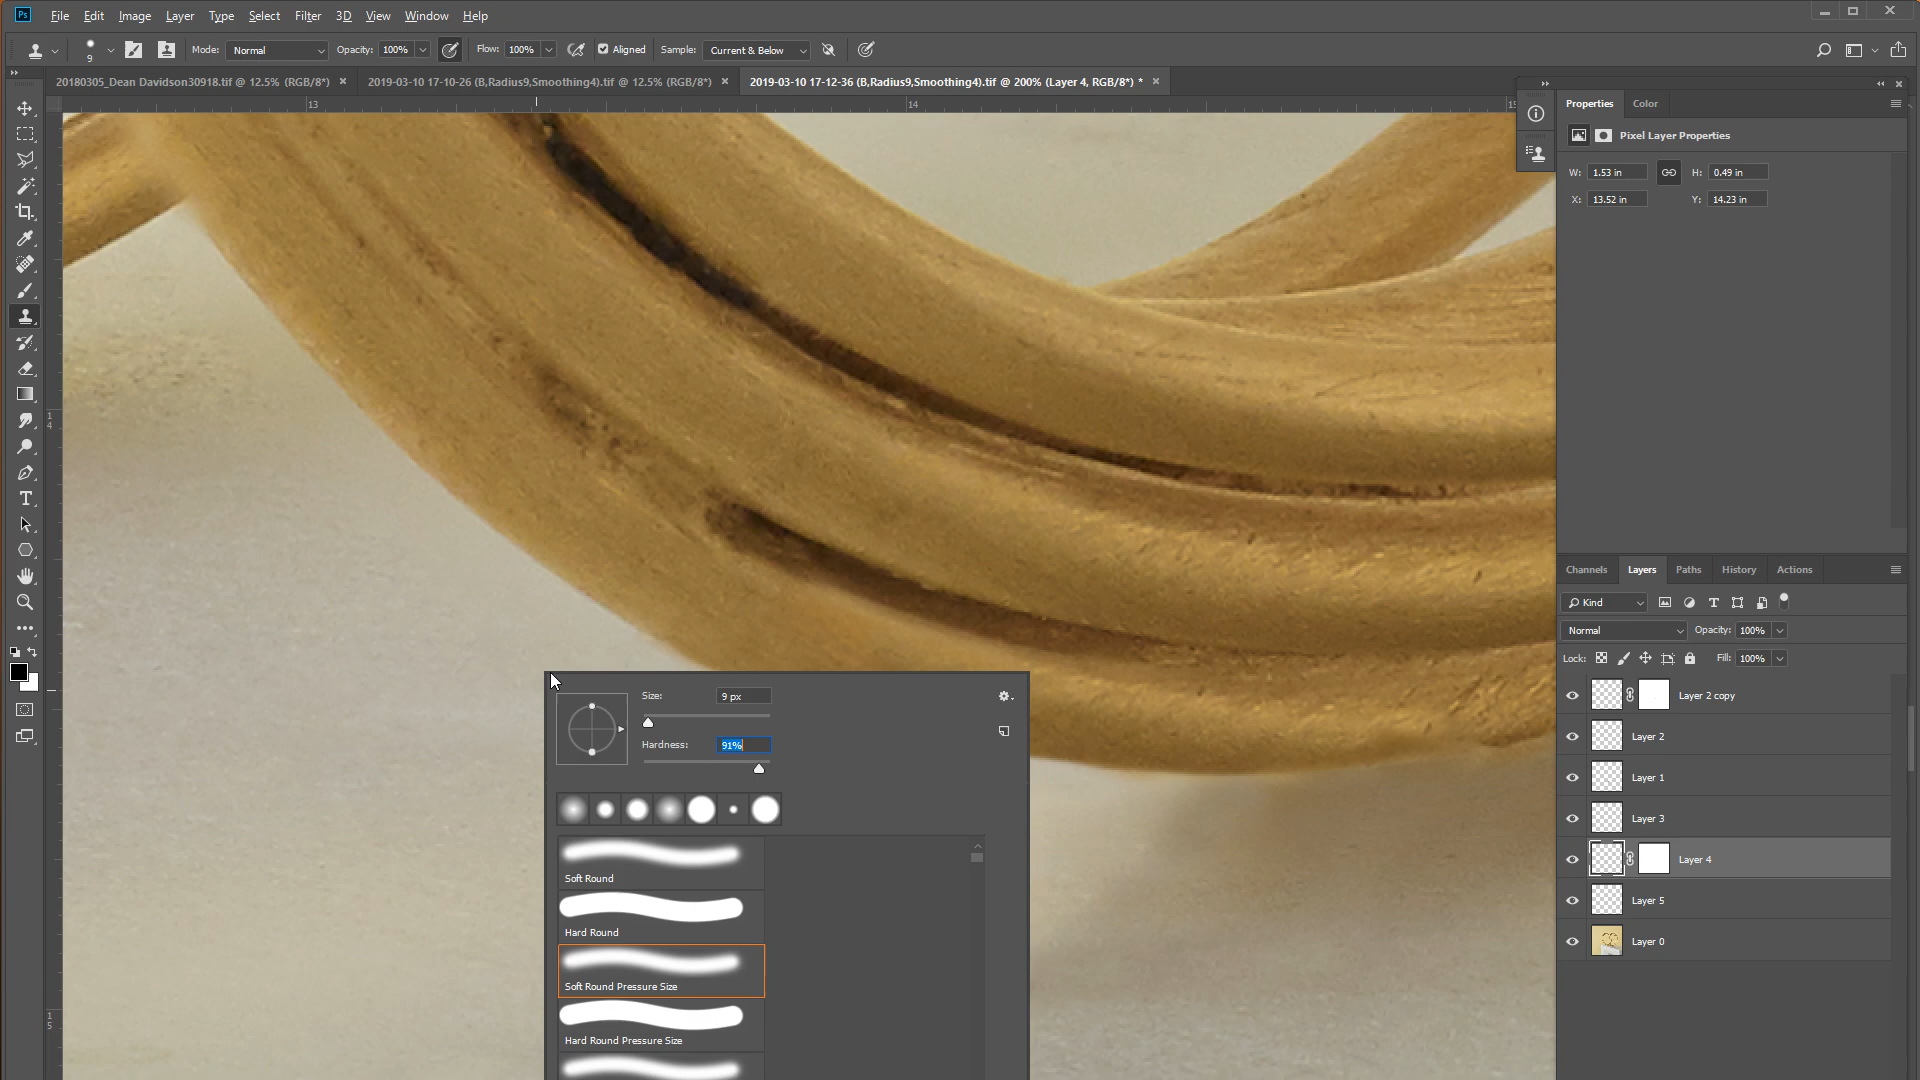 Ps File Edit Image Layer Type Select Filter 3D View Window Help
9 Mode: Normal Opacity: 100% Flow: 100% Aligned Sample: Current & Below
20180305_Dean Davidson30918.tif @ 12.5% (RGB/8*) 2019-03-10 17-10-26 (B,Radius9,Smoothing4).tif @ 12.5% (RGB/8*) 2019-03-10 17-12-36 (B,Radius9,Smoothing4).tif @ 200% (Layer 4, RGB/8*) *
13 14 15
Properties Color
Pixel Layer Properties
W: 1.53 in H: 0.49 in
X: 13.52 in Y: 14.23 in
14
15
Channels Layers Paths History Actions
Kind
Normal Opacity: 100%
Lock: Fill: 100%
Layer 2 copy
Layer 2
Layer 1
Layer 3
Layer 4
Layer 5
Layer 0
Size: 9 px
Hardness: 91%
Soft Round
Hard Round
Soft Round Pressure Size
Hard Round Pressure Size